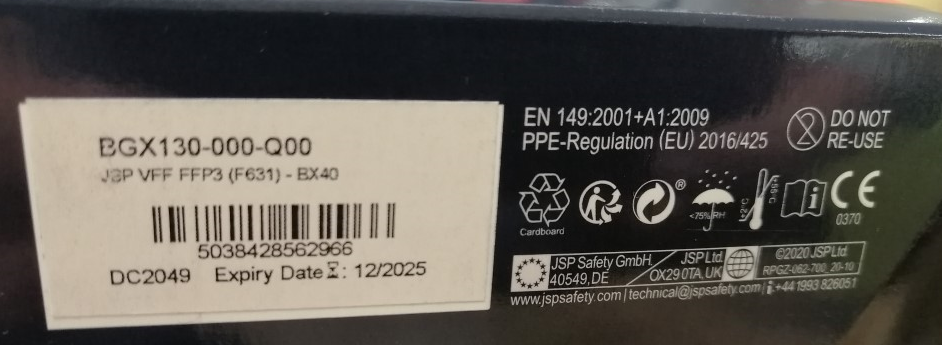 BGX130-000-Q00
JSP VFF FFP3 (F631) - BX40
5038428562966
DC2049 Expiry Date : 12/2025
EN 149:2001+A1:2009
PPE-Regulation (EU) 2016/425
DO NOT
RE-USE
Cardboard
<75% RH
0370
JSP Safety GmbH.
40549, DE
JSP Ltd.
OX29 0TA, UK
©2020 JSP Ltd.
RPGZ-062-700_20-10
www.jspsafety.com | technical@jspsafety.com | +44 1993 826051